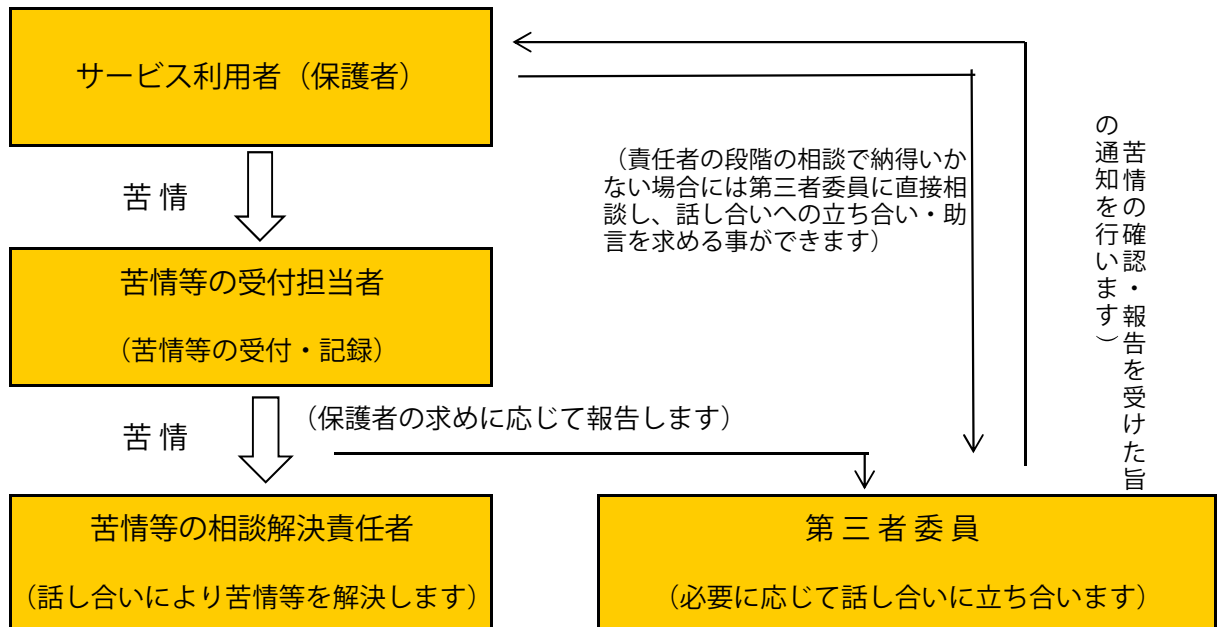 サービス利用者（保護者）
苦 情
（責任者の段階の相談で納得いか
ない場合には第三者委員に直接相
談し、話し合いへの立ち合い・助
言を求める事ができます）
苦情の確認・報告を受けた旨
の通知を行います）
苦情等の受付担当者
（苦情等の受付・記録）
苦 情
（保護者の求めに応じて報告します）
苦情等の相談解決責任者
（話し合いにより苦情等を解決します）
第 三 者 委 員
（必要に応じて話し合いに立ち合います）